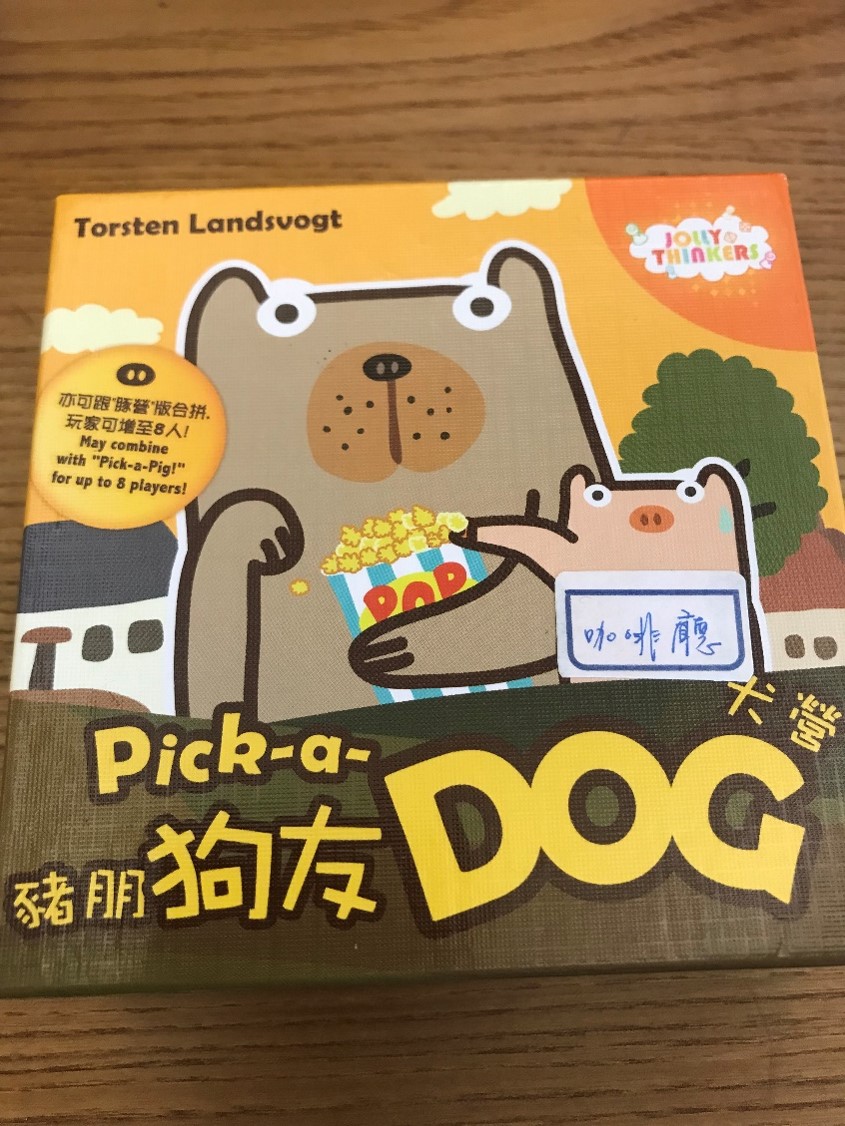 Torsten Landsvogt
JOLLY
THINKERS
亦可跟"豚營"版合拼,
玩家可增至8人!
May combine
with "Pick-a-Pig!"
for up to 8 players!
POP
咖啡廳
犬營
Pick-a-
DOG
豬朋狗友